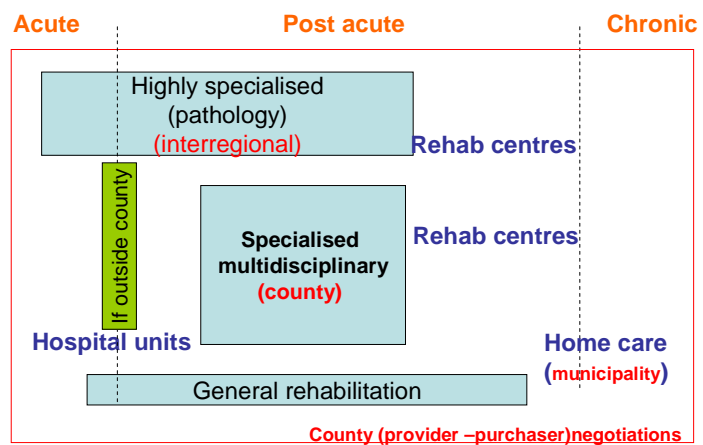 Acute
Post acute
Chronic
Highly specialised
(pathology)
(interregional)
Rehab centres
If outside county
Specialised
multidisciplinary
(county)
Rehab centres
Hospital units
Home care
(municipality)
General rehabilitation
County (provider –purchaser)negotiations